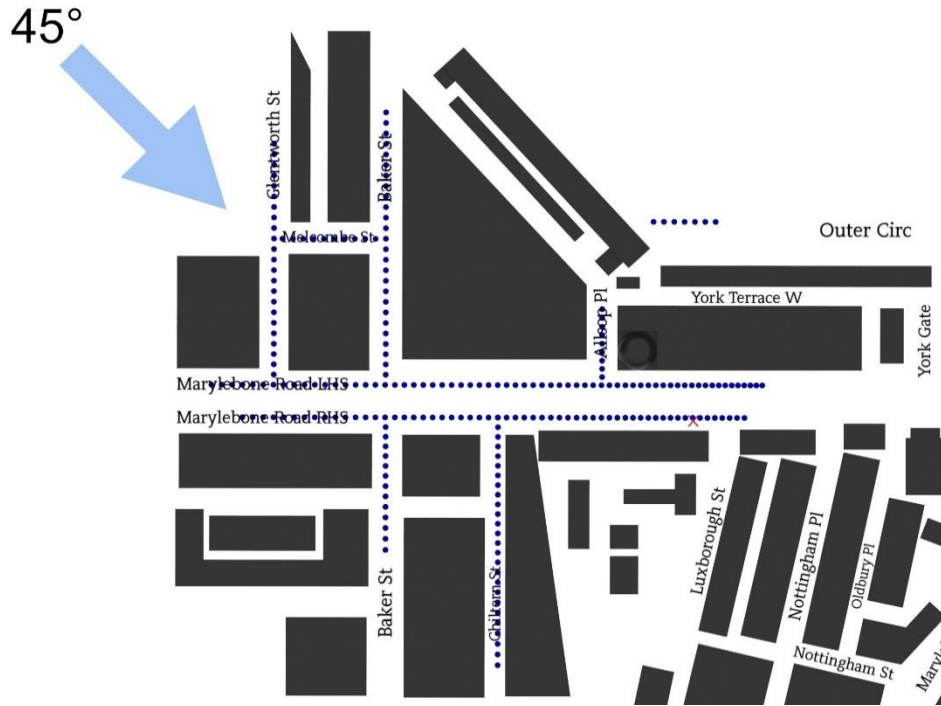 45°
Glentworth St
Baker St
Melcombe St
Outer Circ
York Terrace W
Allsop Pl
York Gate
Marylebone Road LHS
Marylebone Road RHS
Baker St
Chiltern St
Luxborough St
Nottingham Pl
Oldbury Pl
Nottingham St
Maryle